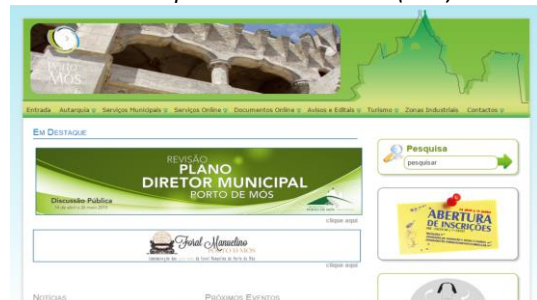 PORTO
MÓS
Entrada Autarquia Serviços Municipais Serviços Online Documentos Online Avisos e Editais Turismo Zonas Industriais Contactos
EM DESTAQUE
REVISÃO
PLANO
DIRETOR MUNICIPAL
PORTO DE MÓS
Discussão Pública
clique aqui
Foral Manuelino
clique aqui
Pesquisa
pesquisar
ABERTURA
DE INSCRIÇÕES
NOTÍCIAS
PRÓXIMOS EVENTOS